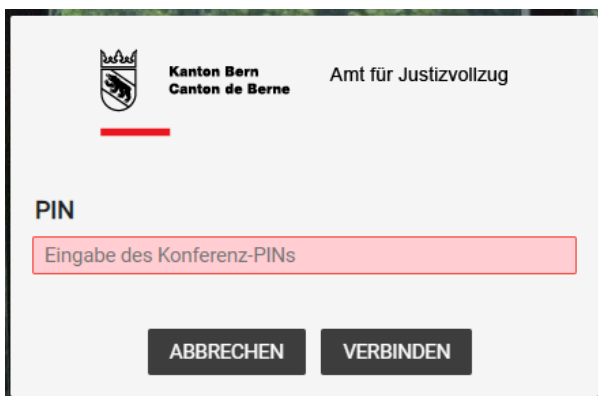 Kanton Bern
Canton de Berne
Amt für Justizvollzug
PIN
Eingabe des Konferenz-PINs
ABBRECHEN
VERBINDEN